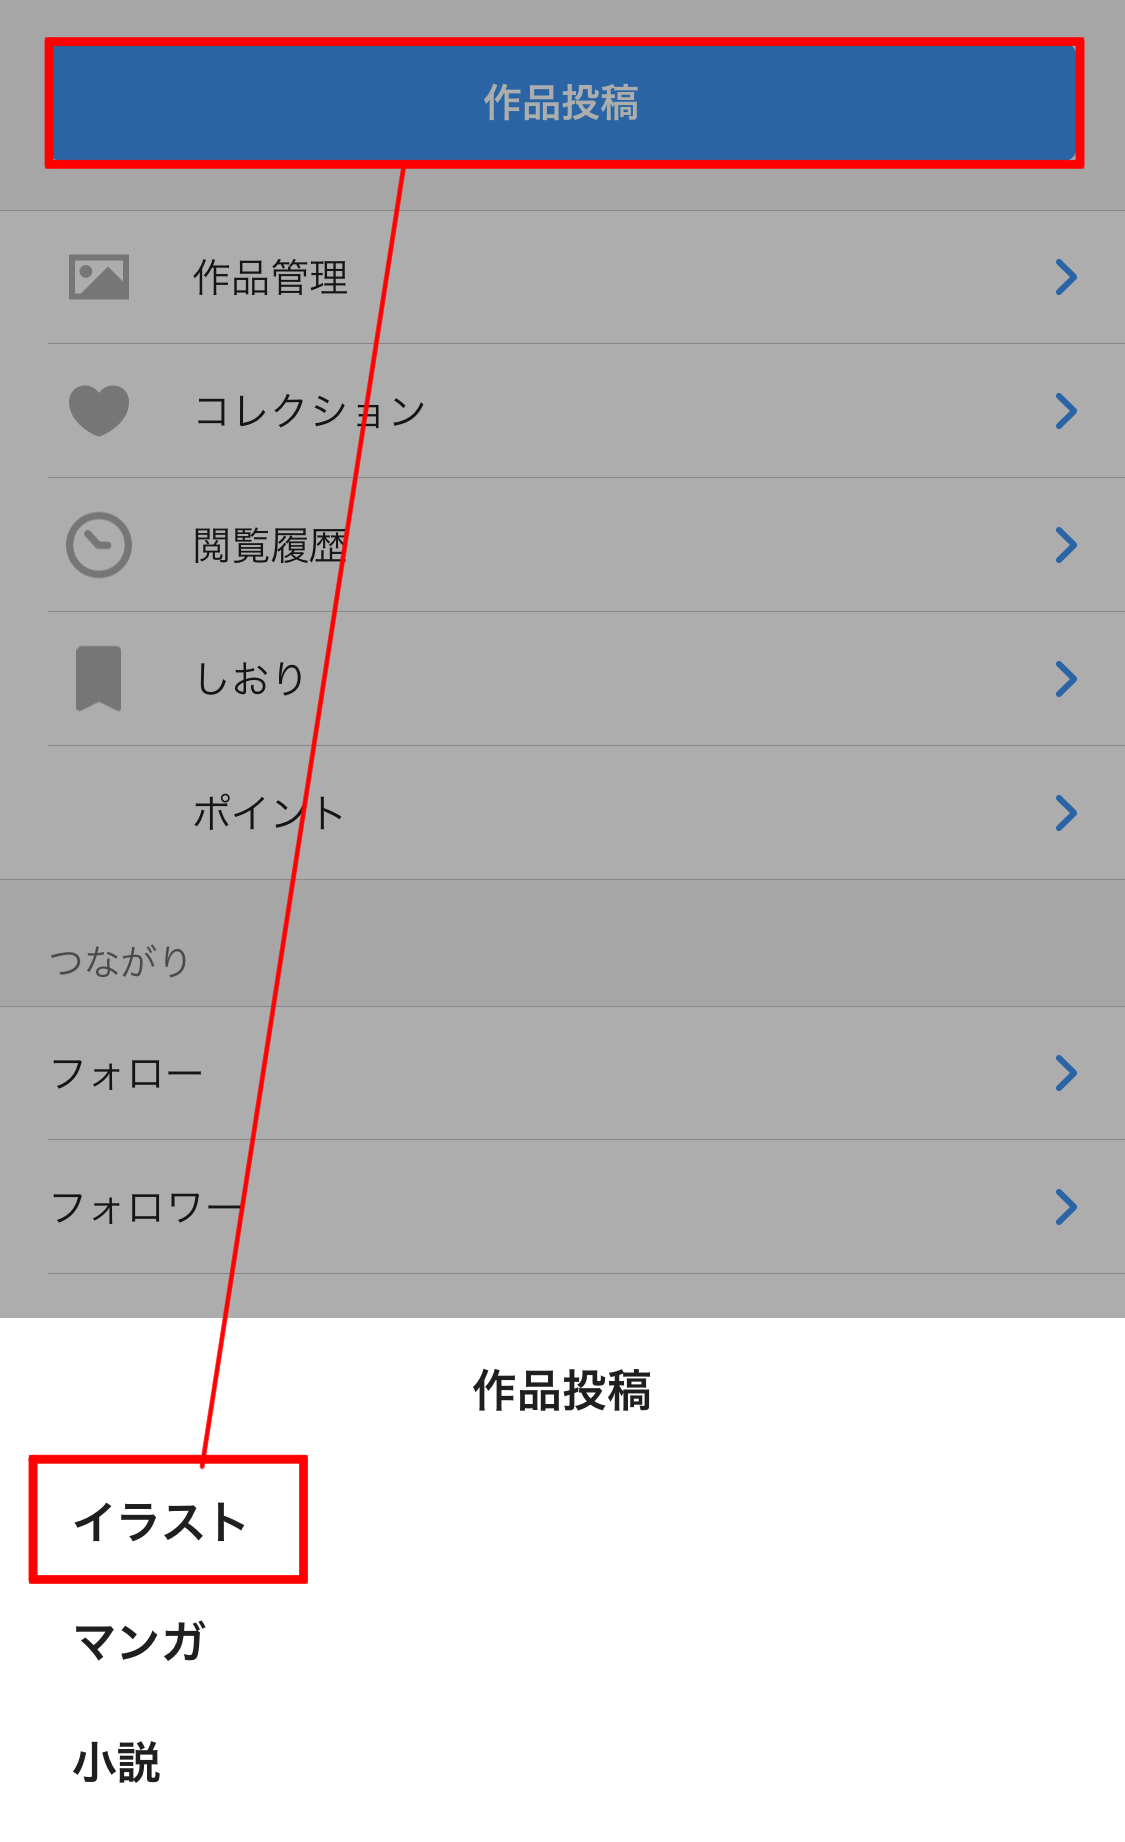 作品投稿
作品管理
コレクション
閲覧履歴
しおり
ポイント
つながり
フォロー
フォロワー
作品投稿
イラスト
マンガ
小説